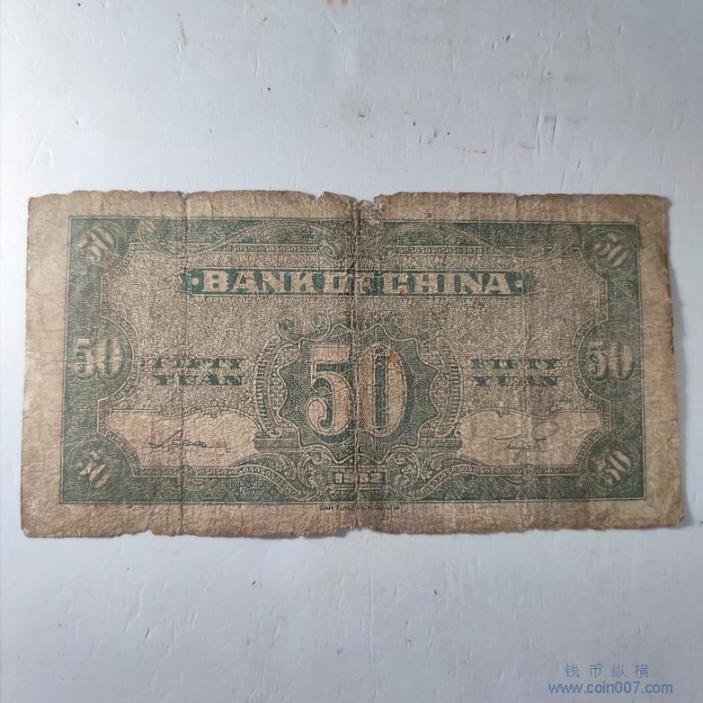 50 50
·BANK OF CHINA·
50 FIFTY YUAN 50 FIFTY YUAN 50
50 50
钱币纵横
www.coin007.com